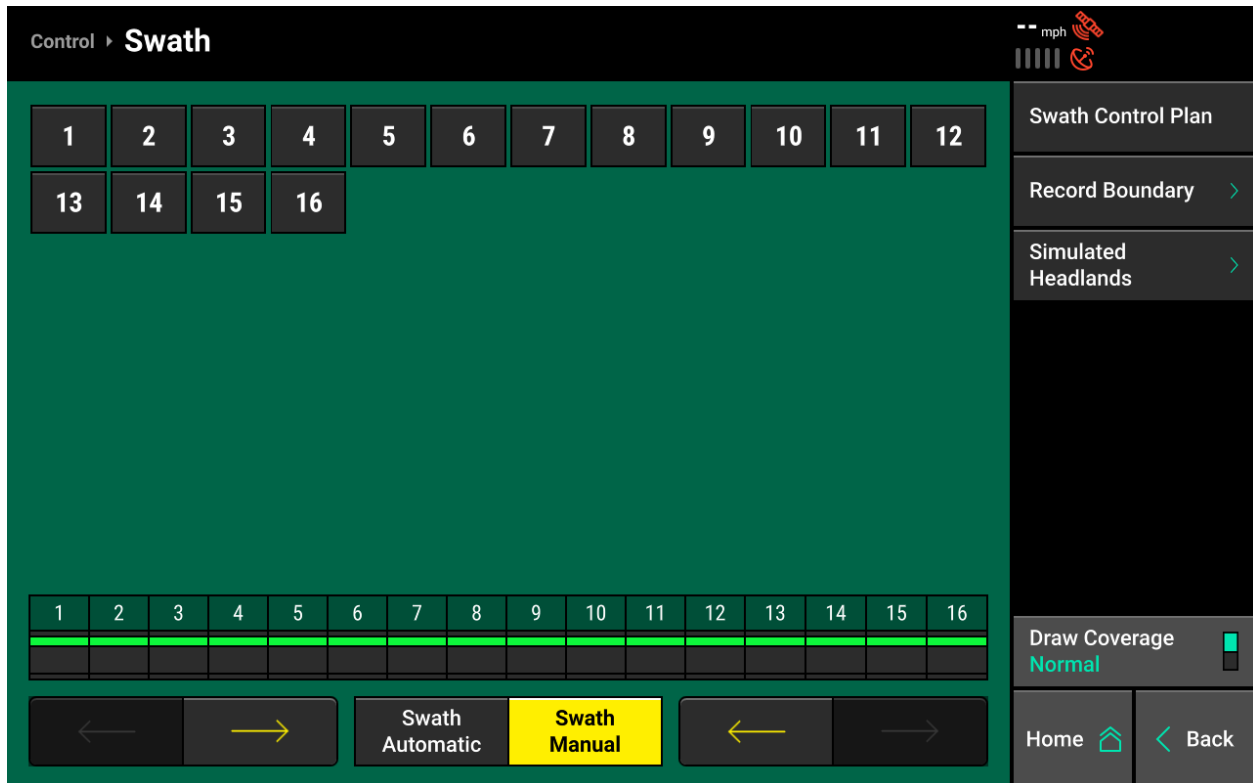 Control Swath
-- mph
1 2 3 4 5 6 7 8 9 10 11 12
13 14 15 16
Swath Control Plan
Record Boundary
Simulated
Headlands
1 2 3 4 5 6 7 8 9 10 11 12 13 14 15 16
Draw Coverage
Normal
Swath
Automatic
Swath
Manual
Home
Back